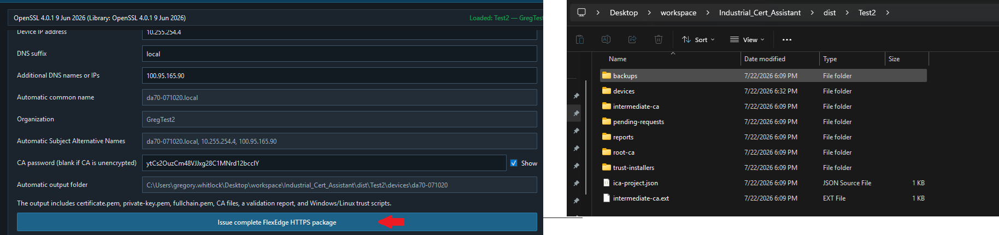 OpenSSL 4.0.1 9 Jun 2026 (Library: OpenSSL 4.0.1 9 Jun 2026)
Loaded: Test2 — GregTest
Device IP address
10.255.254.4
DNS suffix
local
Additional DNS names or IPs
100.95.165.90
Automatic common name
da70-071020.local
Organization
GregTest2
Automatic Subject Alternative Names
da70-071020.local, 10.255.254.4, 100.95.165.90
CA password (blank if CA is unencrypted)
ytCs2OuzCm48VJJxg28C1MNrd12bcclY
Show
Automatic output folder
C:\Users\gregory.whitlock\Desktop\workspace\Industrial_Cert_Assistant\dist\Test2\devices\da70-071020
The output includes certificate.pem, private-key.pem, fullchain.pem, CA files, a validation report, and Windows/Linux trust scripts.
Issue complete FlexEdge HTTPS package
Desktop > workspace > Industrial_Cert_Assistant > dist > Test2 >
Sort View ...
Name Date modified Type Size
backups 7/22/2026 6:09 PM File folder
devices 7/22/2026 6:32 PM File folder
intermediate-ca 7/22/2026 6:09 PM File folder
pending-requests 7/22/2026 6:09 PM File folder
reports 7/22/2026 6:09 PM File folder
root-ca 7/22/2026 6:09 PM File folder
trust-installers 7/22/2026 6:09 PM File folder
ica-project.json 7/22/2026 6:09 PM JSON Source File 1 KB
intermediate-ca.ext 7/22/2026 6:09 PM EXT File 1 KB